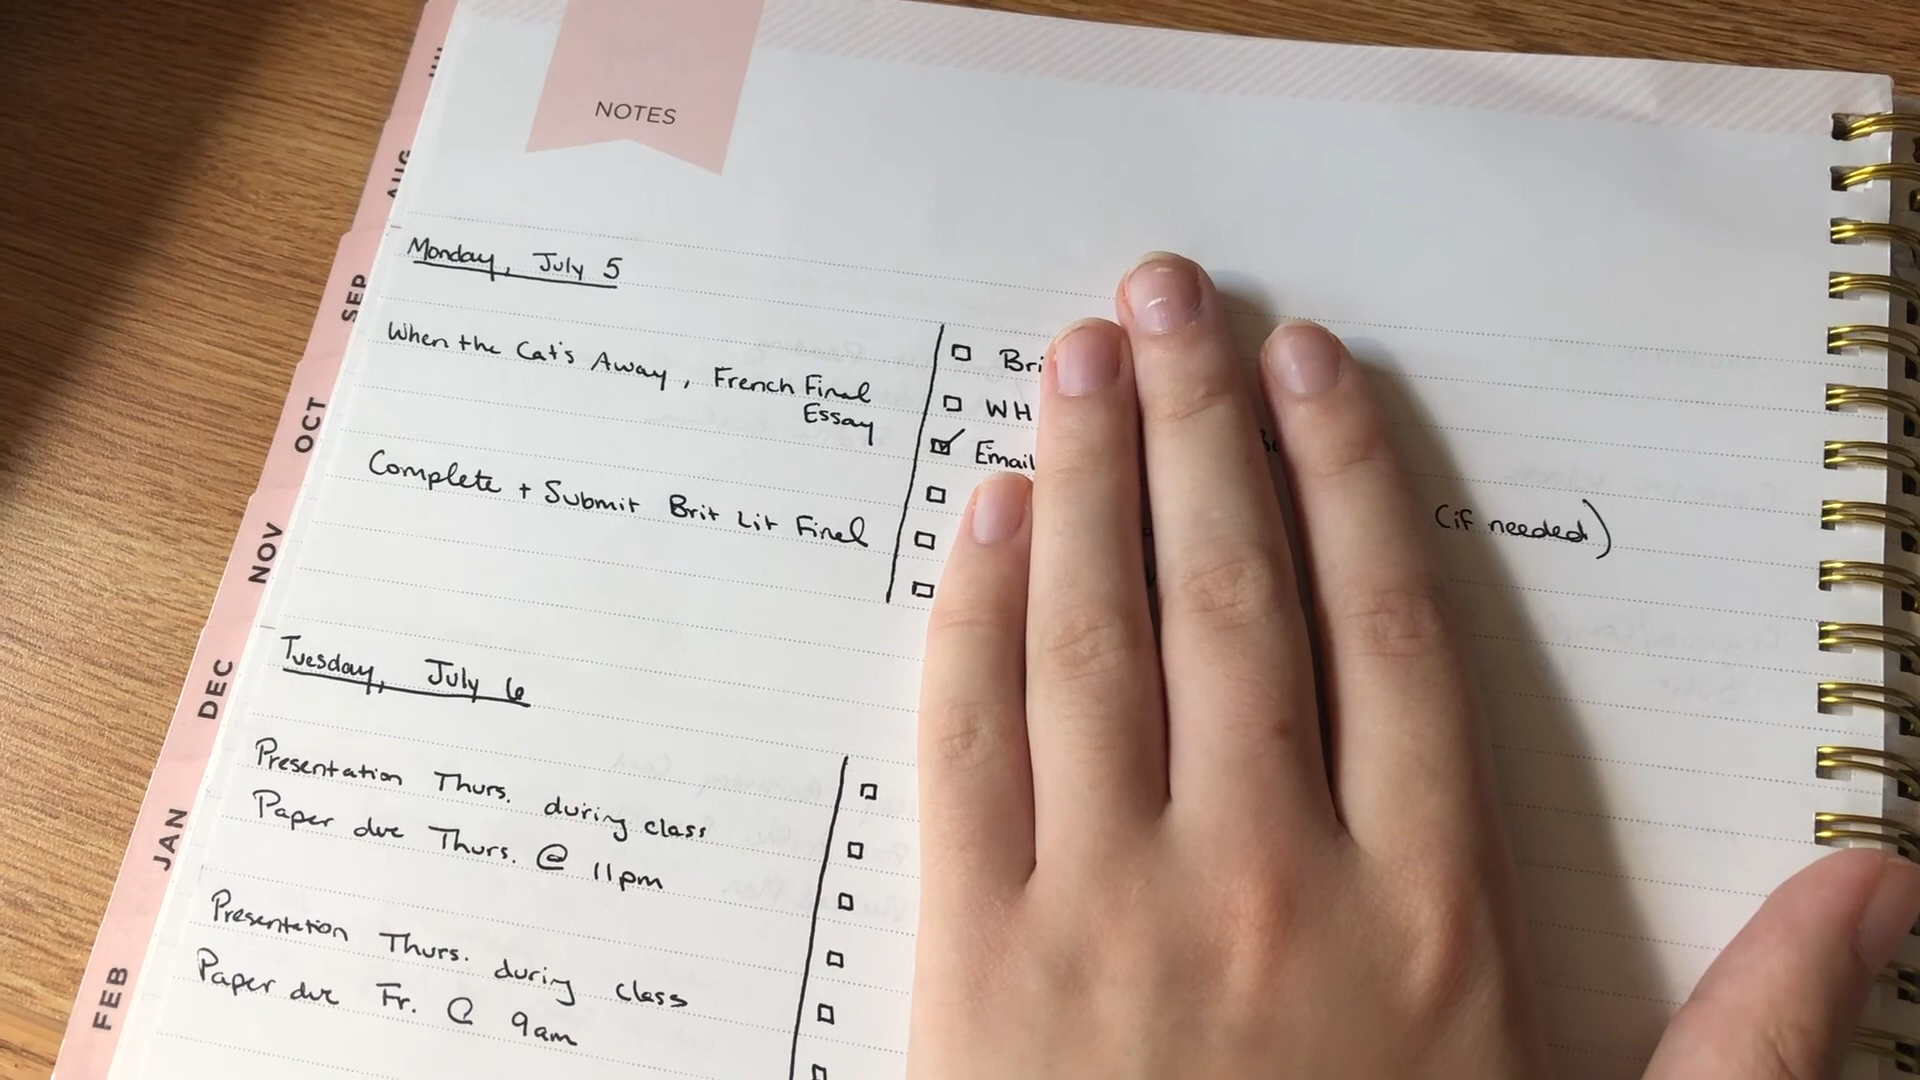 NOTES
AUG
SEP
OCT
NOV
DEC
JAN
FEB
Monday, July 5
When the Cat's Away, French Final
Essay
Complete + Submit Brit Lit Final
WH
Email
(if needed)
Tuesday, July 6
Presentation Thurs. during class
Paper due Thurs. @ 11pm
Presentation Thurs. during class
Paper due Fr. @ 9am